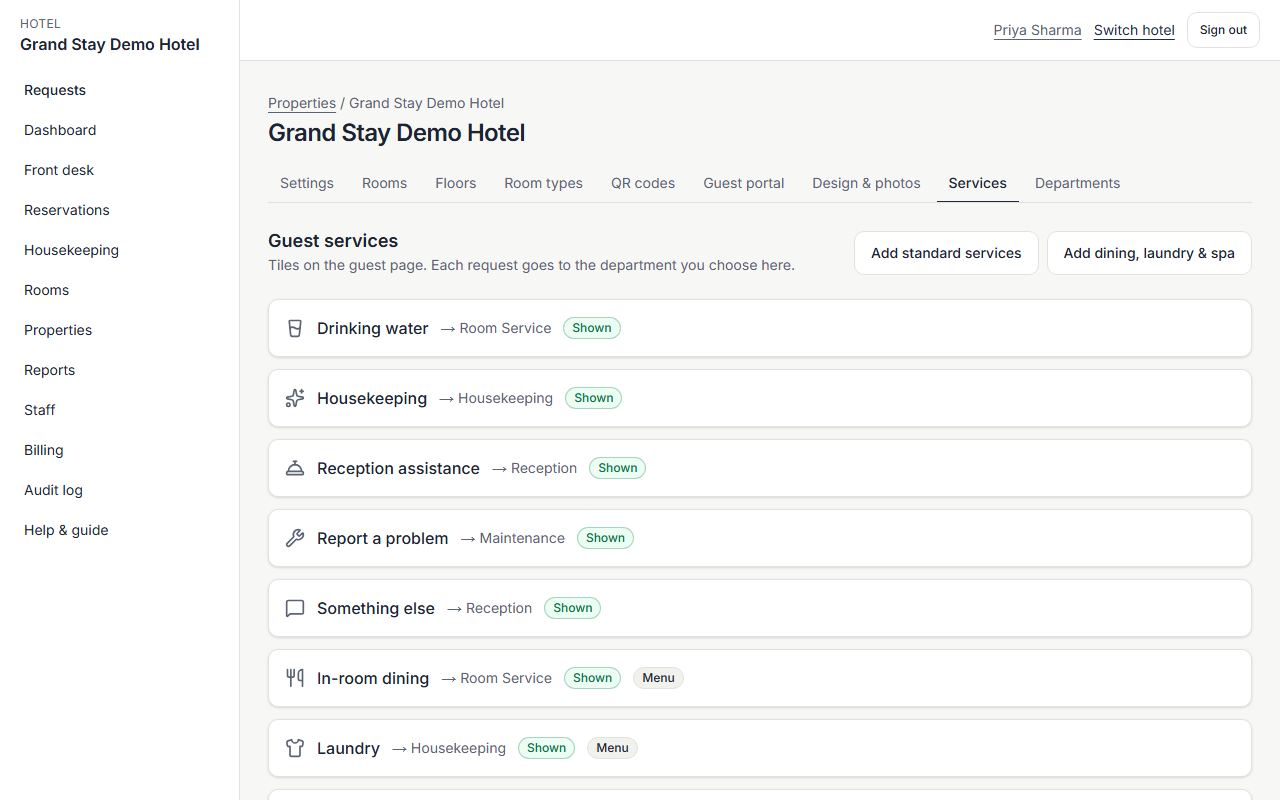 HOTEL
Grand Stay Demo Hotel
Requests
Dashboard
Front desk
Reservations
Housekeeping
Rooms
Properties
Reports
Staff
Billing
Audit log
Help & guide
Priya Sharma Switch hotel Sign out
Properties / Grand Stay Demo Hotel
Grand Stay Demo Hotel
Settings Rooms Floors Room types QR codes Guest portal Design & photos Services Departments
Guest services
Tiles on the guest page. Each request goes to the department you choose here.
Add standard services Add dining, laundry & spa
Drinking water → Room Service Shown
Housekeeping → Housekeeping Shown
Reception assistance → Reception Shown
Report a problem → Maintenance Shown
Something else → Reception Shown
In-room dining → Room Service Shown Menu
Laundry → Housekeeping Shown Menu